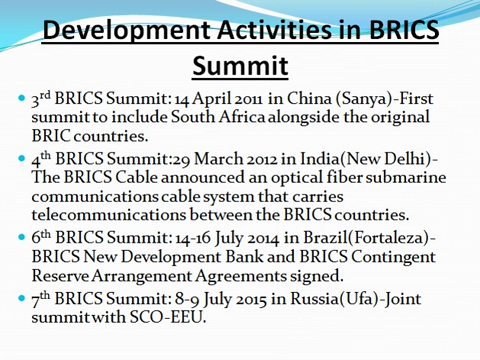 Development Activities in BRICS
Summit
• 3rd BRICS Summit: 14 April 2011 in China (Sanya)-First
summit to include South Africa alongside the original
BRIC countries.
• 4th BRICS Summit:29 March 2012 in India(New Delhi)-
The BRICS Cable announced an optical fiber submarine
communications cable system that carries
telecommunications between the BRICS countries.
• 6th BRICS Summit: 14-16 July 2014 in Brazil(Fortaleza)-
BRICS New Development Bank and BRICS Contingent
Reserve Arrangement Agreements signed.
• 7th BRICS Summit: 8-9 July 2015 in Russia(Ufa)-Joint
summit with SCO-EEU.